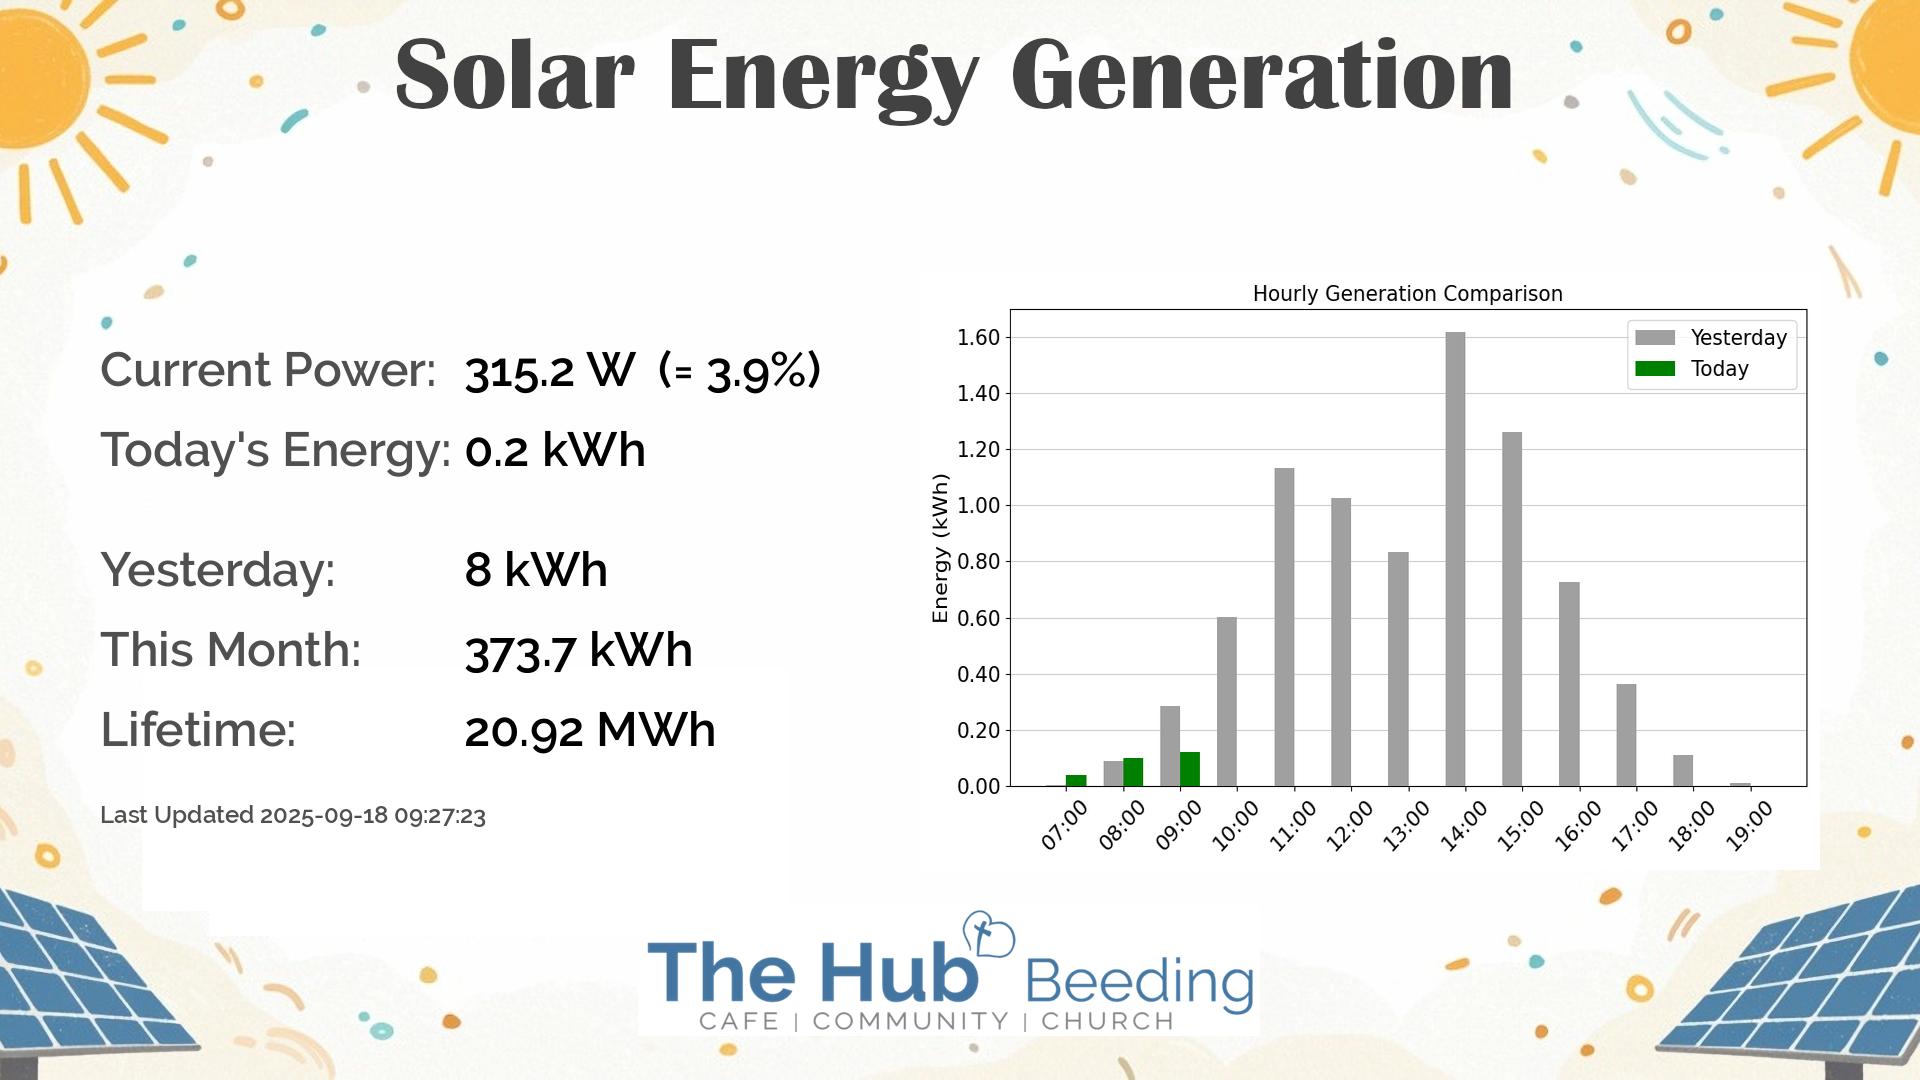 Solar Energy Generation
Current Power: 315.2 W (= 3.9%)
Today's Energy: 0.2 kWh
Yesterday: 8 kWh
This Month: 373.7 kWh
Lifetime: 20.92 MWh
Last Updated 2025-09-18 09:27:23
Hourly Generation Comparison
Yesterday
Today
Energy (kWh)
1.60
1.40
1.20
1.00
0.80
0.60
0.40
0.20
0.00
07:00 08:00 09:00 10:00 11:00 12:00 13:00 14:00 15:00 16:00 17:00 18:00 19:00
The Hub Beeding
CAFE | COMMUNITY | CHURCH